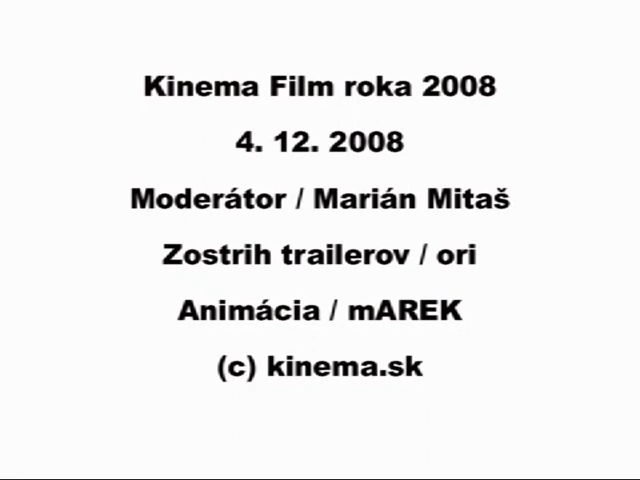 Kinema Film roka 2008
4. 12. 2008
Moderátor / Marián Mitaš
Zostrih trailerov / ori
Animácia / mAREK
(c) kinema.sk